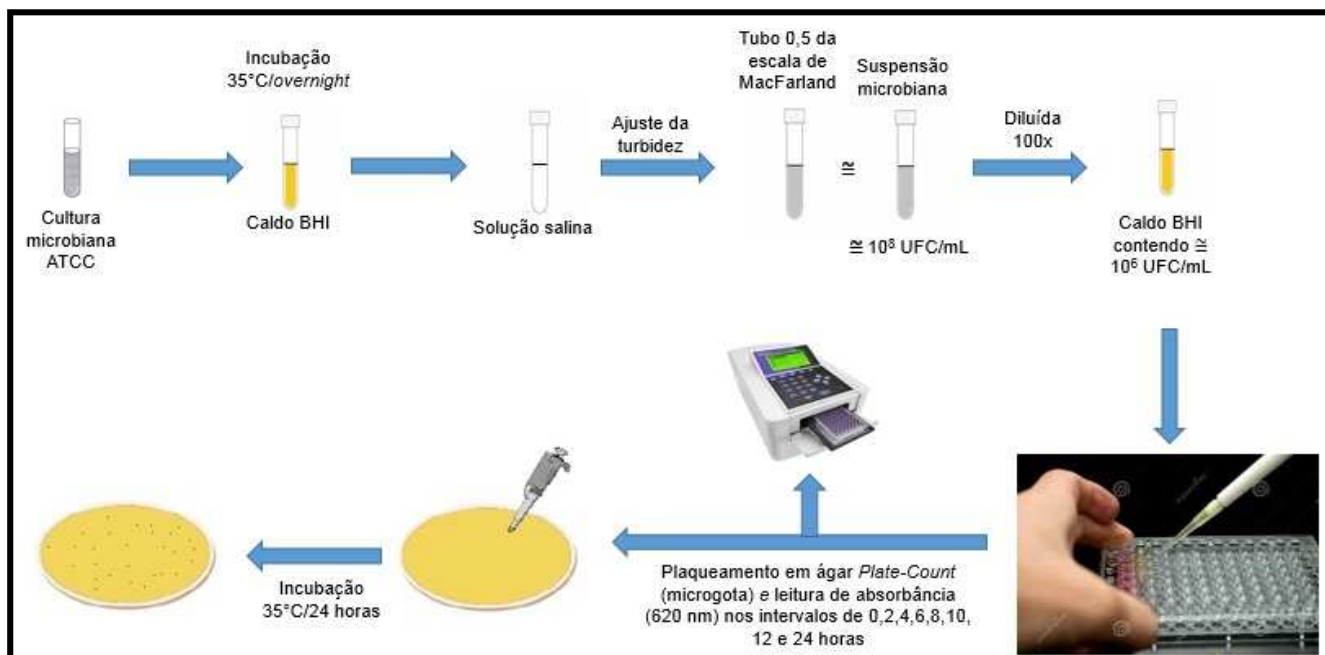 Incubação
35°C/overnight
Cultura
microbiana
ATCC
Caldo BHI
Solução salina
Ajuste da
turbidez
Tubo 0,5 da
escala de
MacFarland
Suspensão
microbiana
≅
≅ 10⁸ UFC/mL
Diluída
100x
Caldo BHI
contendo ≅
10⁶ UFC/mL
Plaqueamento em ágar Plate-Count
(microgota) e leitura de absorbância
(620 nm) nos intervalos de 0,2,4,6,8,10,
12 e 24 horas
Incubação
35°C/24 horas